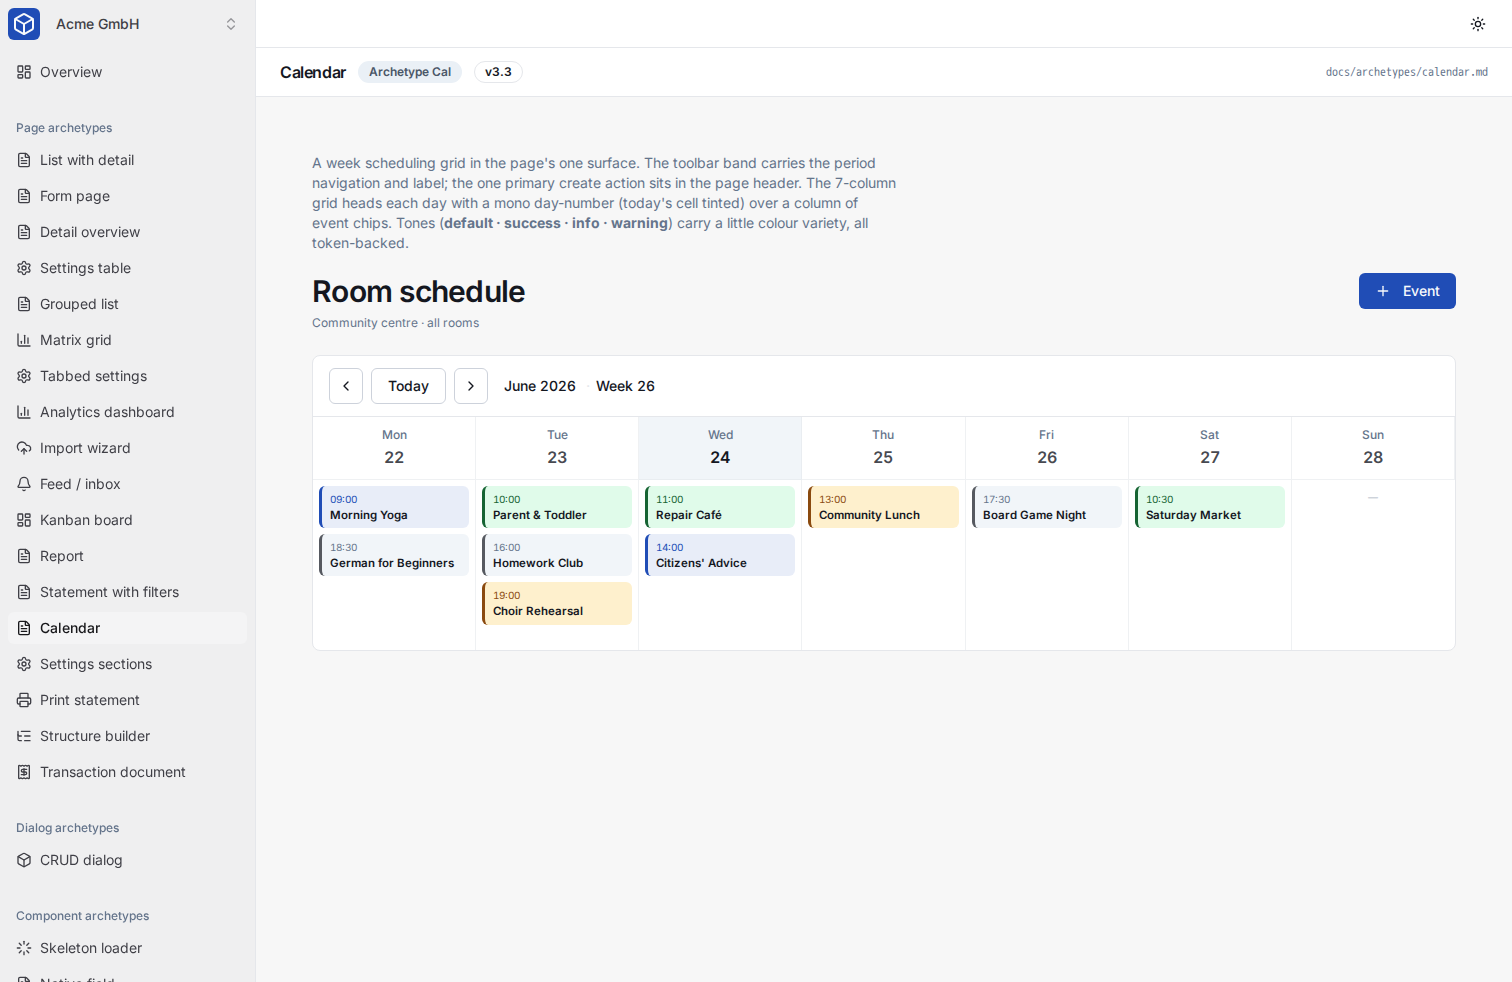 Acme GmbH
Overview
Page archetypes
List with detail
Form page
Detail overview
Settings table
Grouped list
Matrix grid
Tabbed settings
Analytics dashboard
Import wizard
Feed / inbox
Kanban board
Report
Statement with filters
Calendar
Settings sections
Print statement
Structure builder
Transaction document
Dialog archetypes
CRUD dialog
Component archetypes
Skeleton loader
Calendar Archetype Cal v3.3 docs/archetypes/calendar.md
A week scheduling grid in the page's one surface. The toolbar band carries the period
navigation and label; the one primary create action sits in the page header. The 7-column
grid heads each day with a mono day-number (today's cell tinted) over a column of
event chips. Tones (default · success · info · warning) carry a little colour variety, all
token-backed.
Room schedule
Community centre · all rooms
+ Event
Today June 2026 · Week 26
Mon Tue Wed Thu Fri Sat Sun
22 23 24 25 26 27 28
09:00
Morning Yoga
18:30
German for Beginners
10:00
Parent & Toddler
16:00
Homework Club
19:00
Choir Rehearsal
11:00
Repair Café
14:00
Citizens' Advice
13:00
Community Lunch
17:30
Board Game Night
10:30
Saturday Market
—